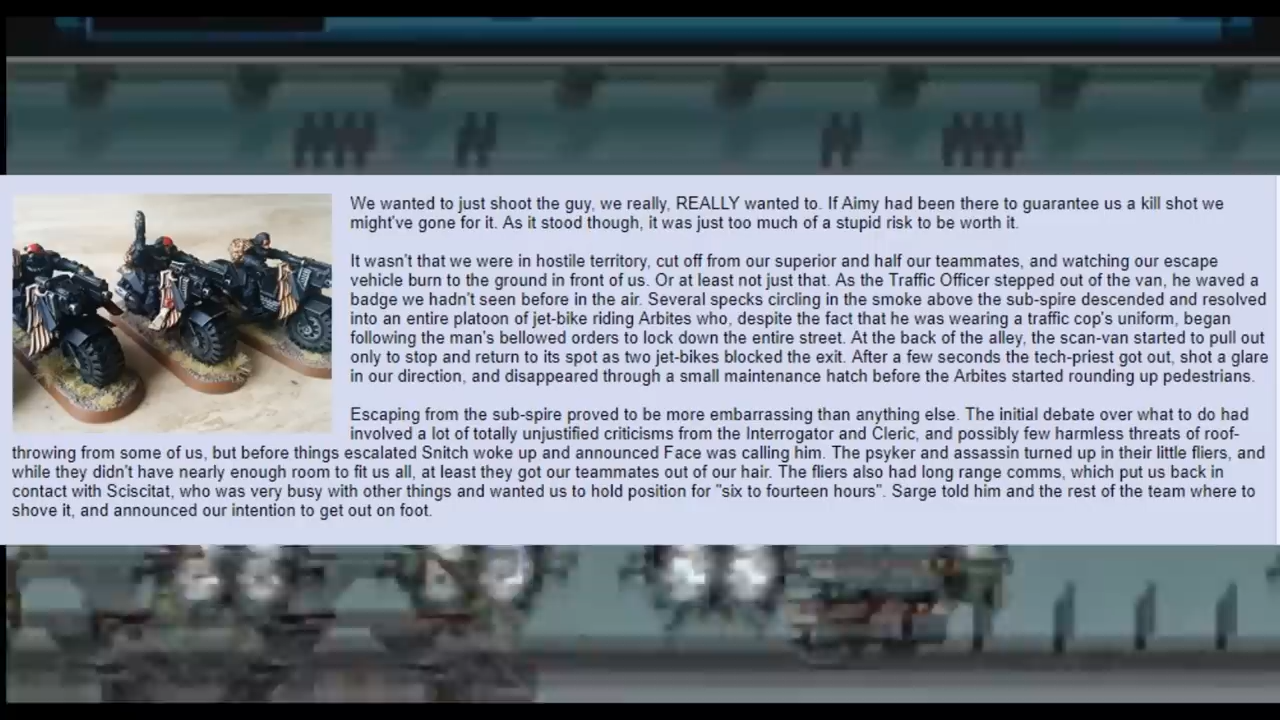 We wanted to just shoot the guy, we really, REALLY wanted to. If Aimy had been there to guarantee us a kill shot we
might've gone for it. As it stood though, it was just too much of a stupid risk to be worth it.
It wasn't that we were in hostile territory, cut off from our superior and half our teammates, and watching our escape
vehicle burn to the ground in front of us. Or at least not just that. As the Traffic Officer stepped out of the van, he waved a
badge we hadn't seen before in the air. Several specks circling in the smoke above the sub-spire descended and resolved
into an entire platoon of jet-bike riding Arbites who, despite the fact that he was wearing a traffic cop's uniform, began
following the man's bellowed orders to lock down the entire street. At the back of the alley, the scan-van started to pull out
only to stop and return to its spot as two jet-bikes blocked the exit. After a few seconds the tech-priest got out, shot a glare
in our direction, and disappeared through a small maintenance hatch before the Arbites started rounding up pedestrians.
Escaping from the sub-spire proved to be more embarrassing than anything else. The initial debate over what to do had
involved a lot of totally unjustified criticisms from the Interrogator and Cleric, and possibly few harmless threats of roof-
throwing from some of us, but before things escalated Snitch woke up and announced Face was calling him. The psyker and assassin turned up in their little fliers, and
while they didn't have nearly enough room to fit us all, at least they got our teammates out of our hair. The fliers also had long range comms, which put us back in
contact with Sciscitat, who was very busy with other things and wanted us to hold position for "six to fourteen hours". Sarge told him and the rest of the team where to
shove it, and announced our intention to get out on foot.